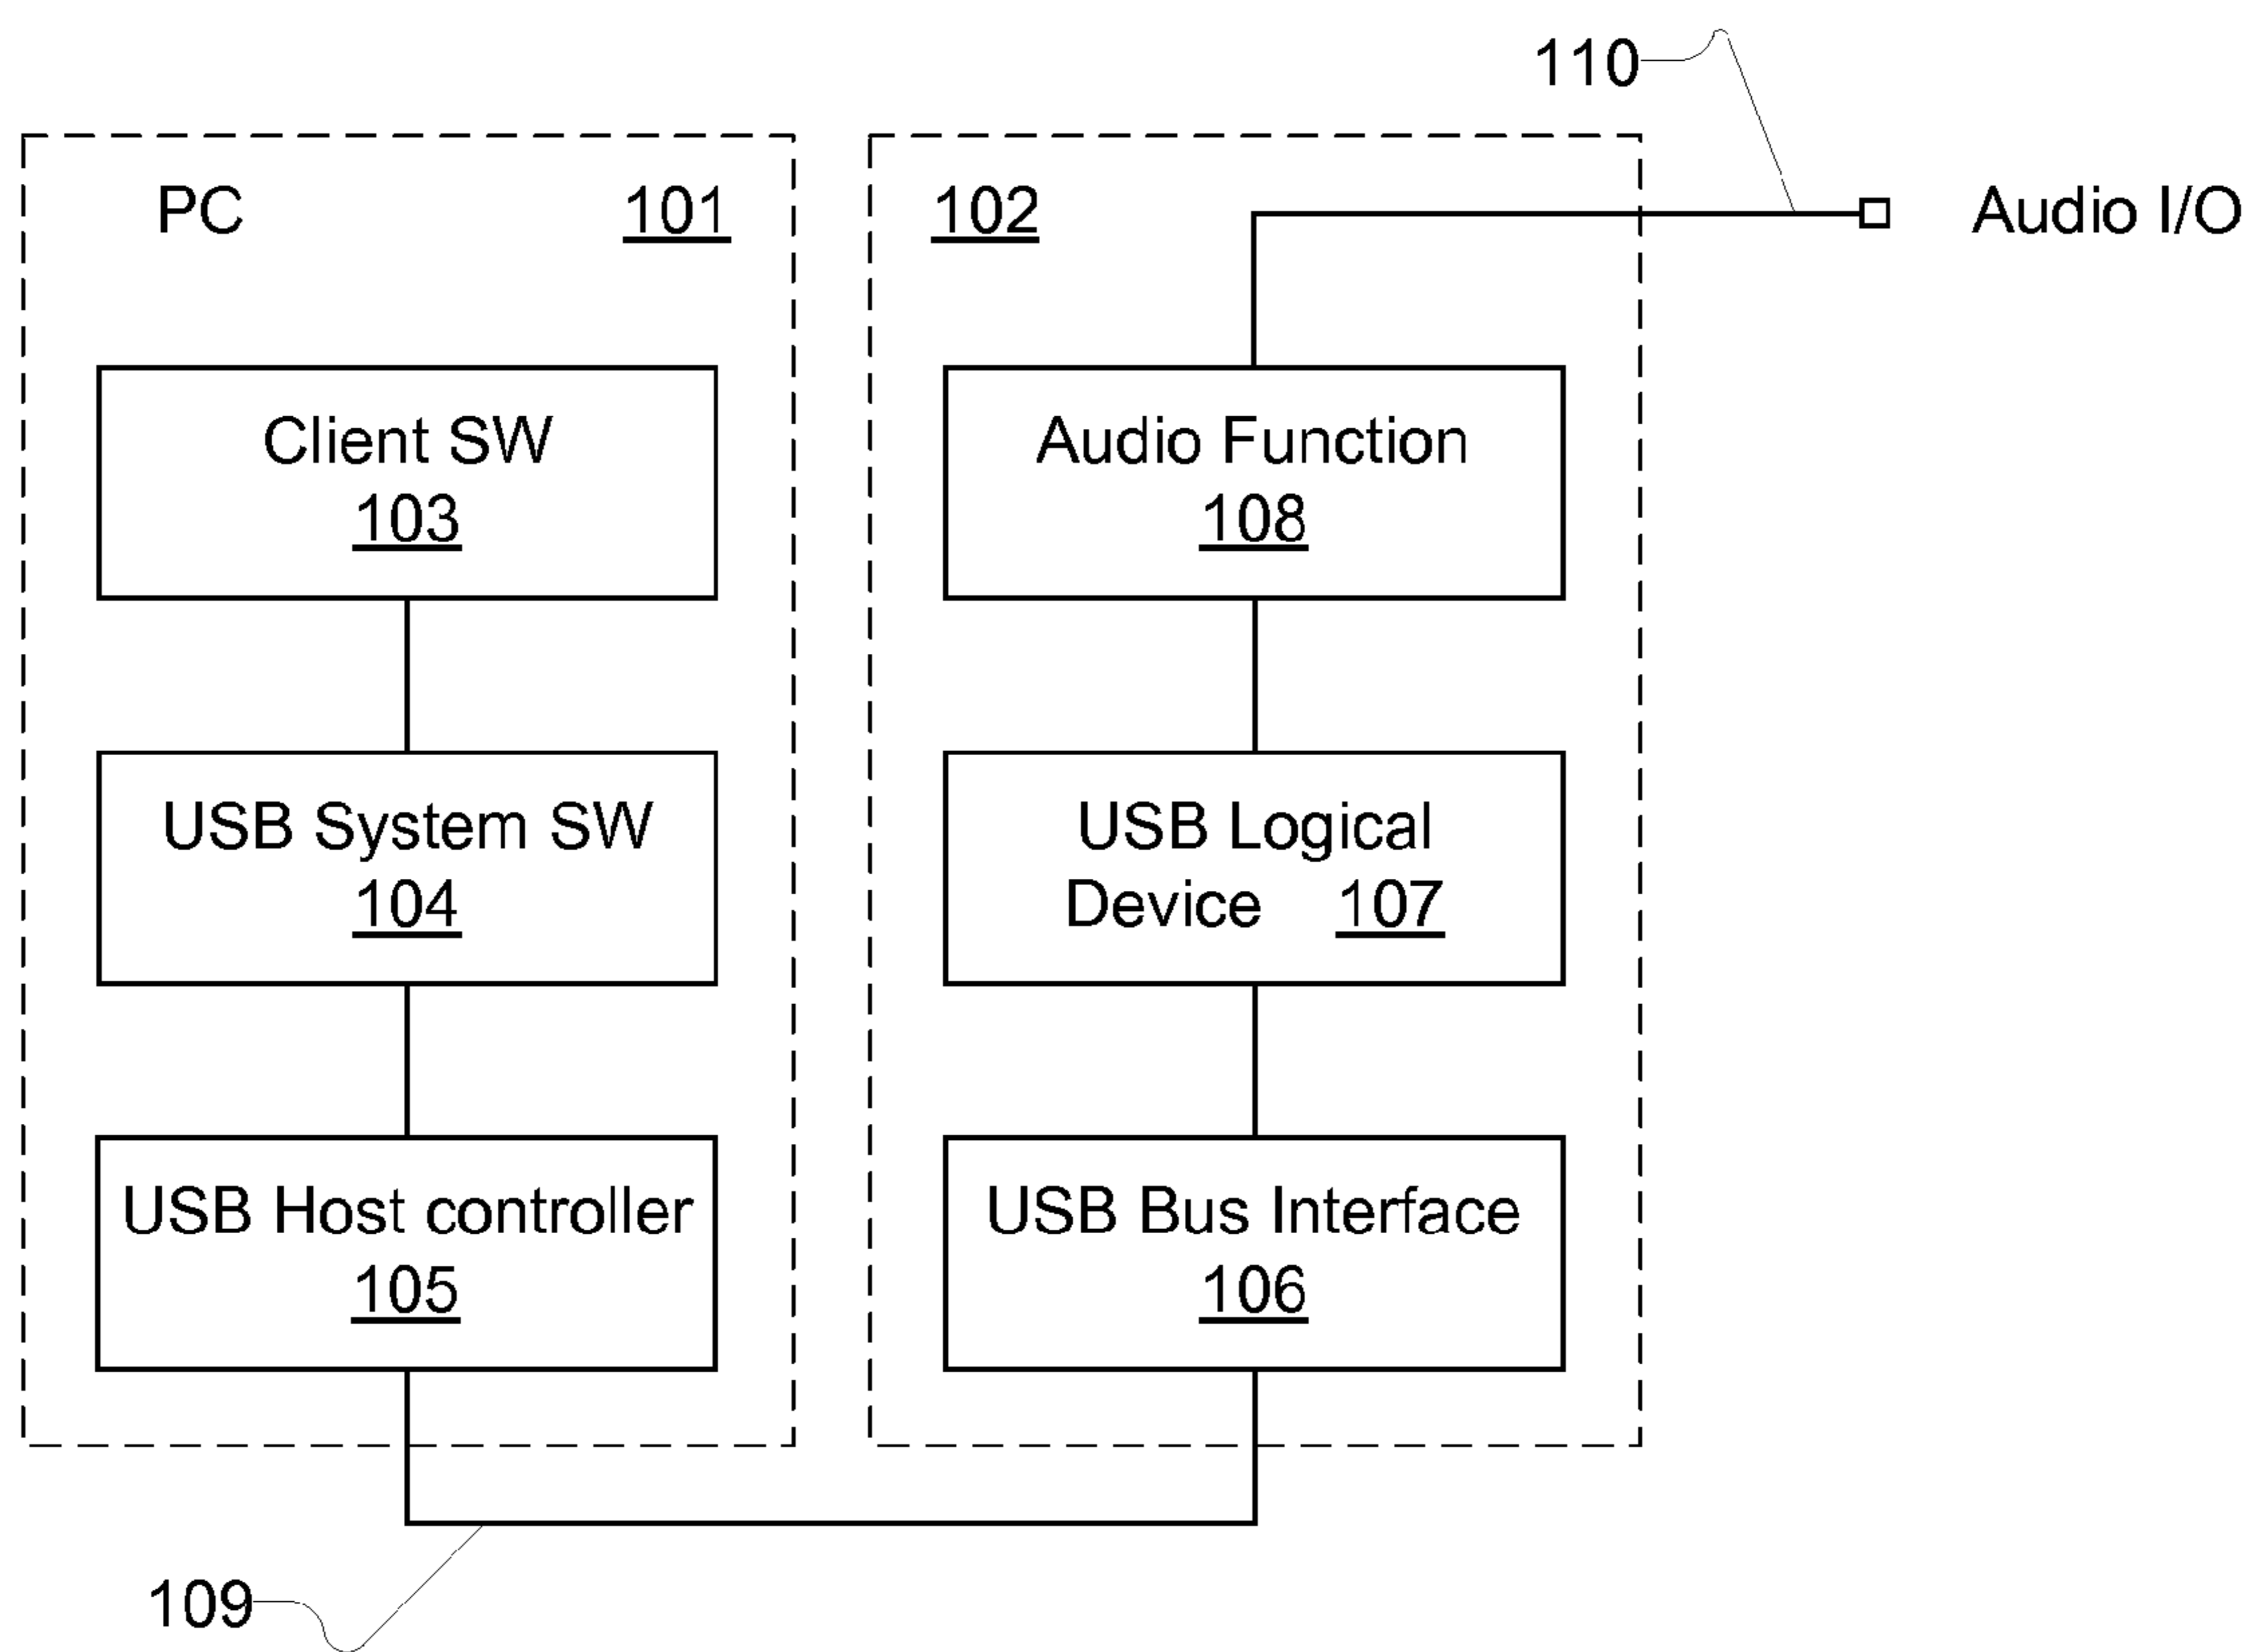 110
PC 101
102
Audio I/O
Client SW
103
Audio Function
108
USB System SW
104
USB Logical
Device 107
USB Host controller
105
USB Bus Interface
106
109